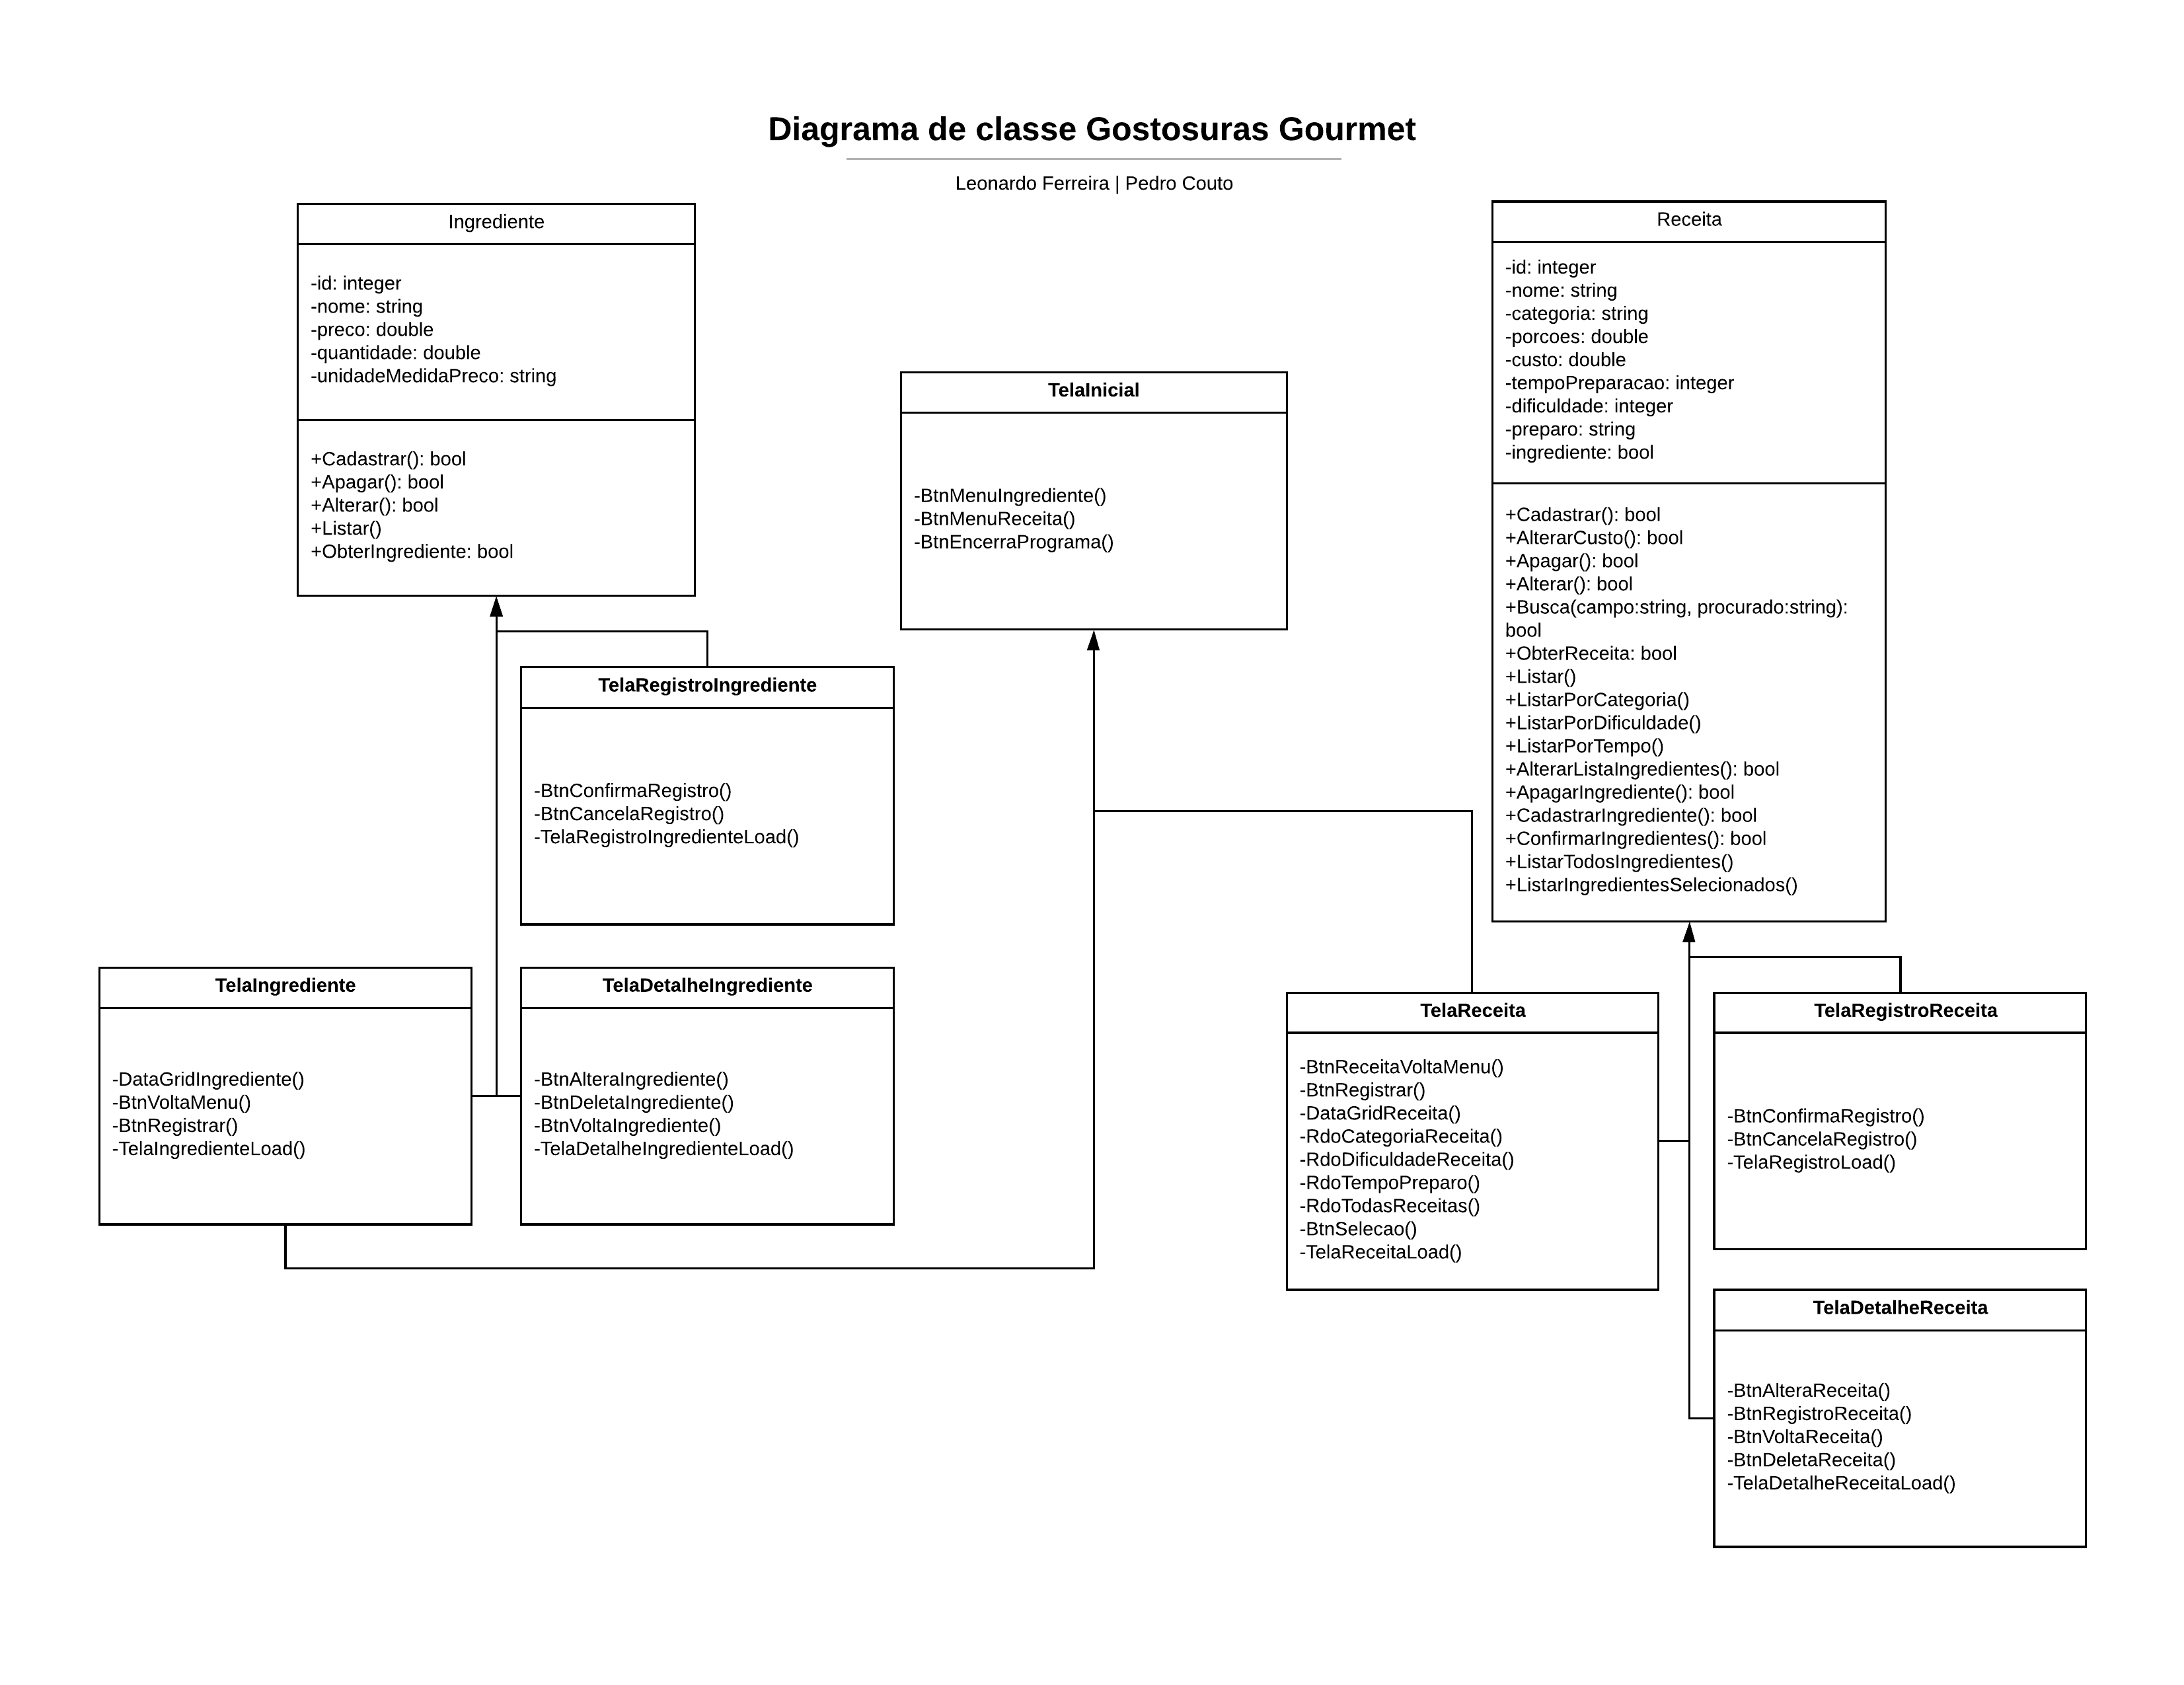 Diagrama de classe Gostosuras Gourmet
Leonardo Ferreira | Pedro Couto
Ingrediente
-id: integer
-nome: string
-preco: double
-quantidade: double
-unidadeMedidaPreco: string
+Cadastrar(): bool
+Apagar(): bool
+Alterar(): bool
+Listar()
+ObterIngrediente: bool
TelaInicial
-BtnMenuIngrediente()
-BtnMenuReceita()
-BtnEncerraPrograma()
Receita
-id: integer
-nome: string
-categoria: string
-porcoes: double
-custo: double
-tempoPreparacao: integer
-dificuldade: integer
-preparo: string
-ingrediente: bool
+Cadastrar(): bool
+AlterarCusto(): bool
+Apagar(): bool
+Alterar(): bool
+Busca(campo:string, procurado:string):
bool
+ObterReceita: bool
+Listar()
+ListarPorCategoria()
+ListarPorDificuldade()
+ListarPorTempo()
+AlterarListaIngredientes(): bool
+ApagarIngrediente(): bool
+CadastrarIngrediente(): bool
+ConfirmarIngredientes(): bool
+ListarTodosIngredientes()
+ListarIngredientesSelecionados()
TelaRegistroIngrediente
-BtnConfirmaRegistro()
-BtnCancelaRegistro()
-TelaRegistroIngredienteLoad()
TelaIngrediente
-DataGridIngrediente()
-BtnVoltaMenu()
-BtnRegistrar()
-TelaIngredienteLoad()
TelaDetalheIngrediente
-BtnAlteraIngrediente()
-BtnDeletaIngrediente()
-BtnVoltaIngrediente()
-TelaDetalheIngredienteLoad()
TelaReceita
-BtnReceitaVoltaMenu()
-BtnRegistrar()
-DataGridReceita()
-RdoCategoriaReceita()
-RdoDificuldadeReceita()
-RdoTempoPreparo()
-RdoTodasReceitas()
-BtnSelecao()
-TelaReceitaLoad()
TelaRegistroReceita
-BtnConfirmaRegistro()
-BtnCancelaRegistro()
-TelaRegistroLoad()
TelaDetalheReceita
-BtnAlteraReceita()
-BtnRegistroReceita()
-BtnVoltaReceita()
-BtnDeletaReceita()
-TelaDetalheReceitaLoad()